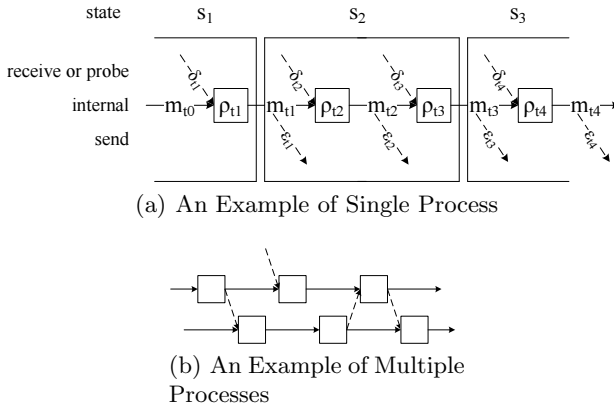 state s1 s2 s3
receive or probe δt1 δt2 δt3 δt4
internal mt0 ρt1 mt1 ρt2 mt2 ρt3 mt3 ρt4 mt4
send εt1 εt2 εt3 εt4
(a) An Example of Single Process
(b) An Example of Multiple
Processes